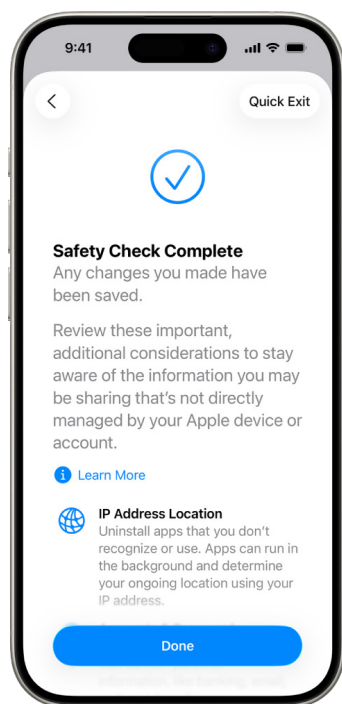 9:41
Quick Exit
Safety Check Complete
Any changes you made have
been saved.
Review these important,
additional considerations to stay
aware of the information you may
be sharing that's not directly
managed by your Apple device or
account.
Learn More
IP Address Location
Uninstall apps that you don't
recognize or use. Apps can run in
the background and determine
your ongoing location using your
IP address.
Done